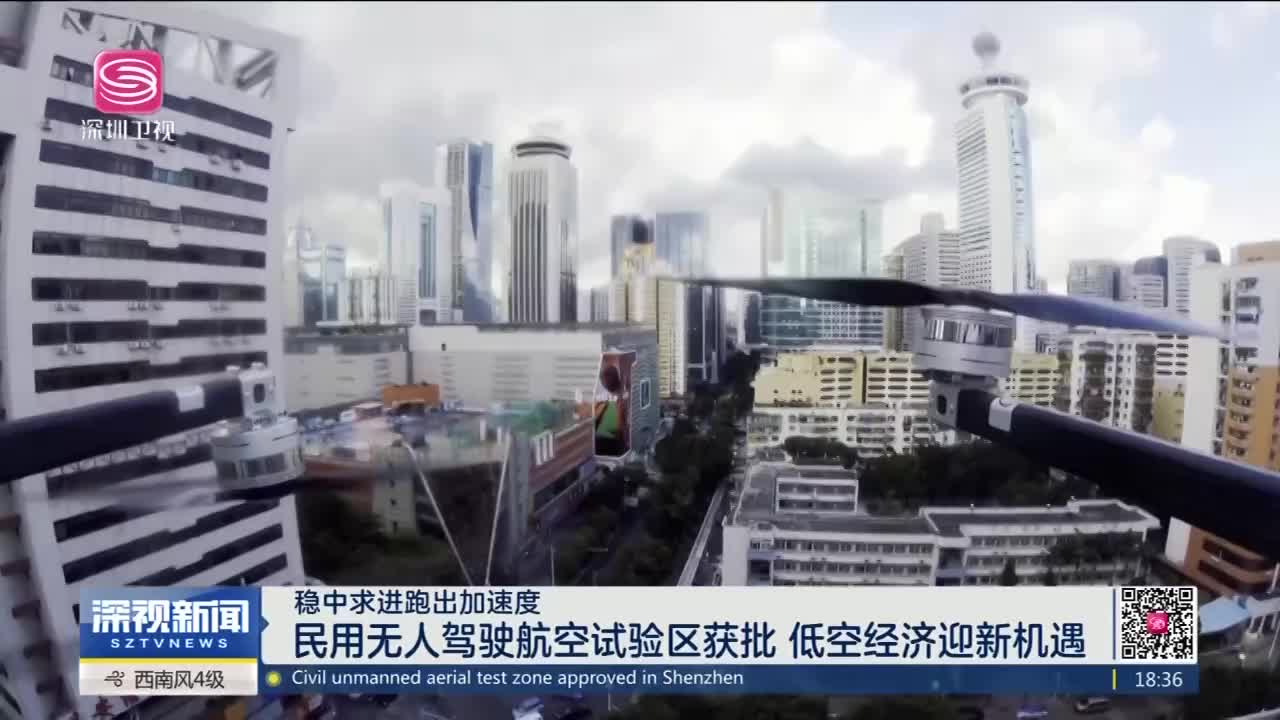 深圳卫视
稳中求进跑出加速度
深视新闻
SZTVNEWS
民用无人驾驶航空试验区获批 低空经济迎新机遇
西南风4级
Civil unmanned aerial test zone approved in Shenzhen
18:36